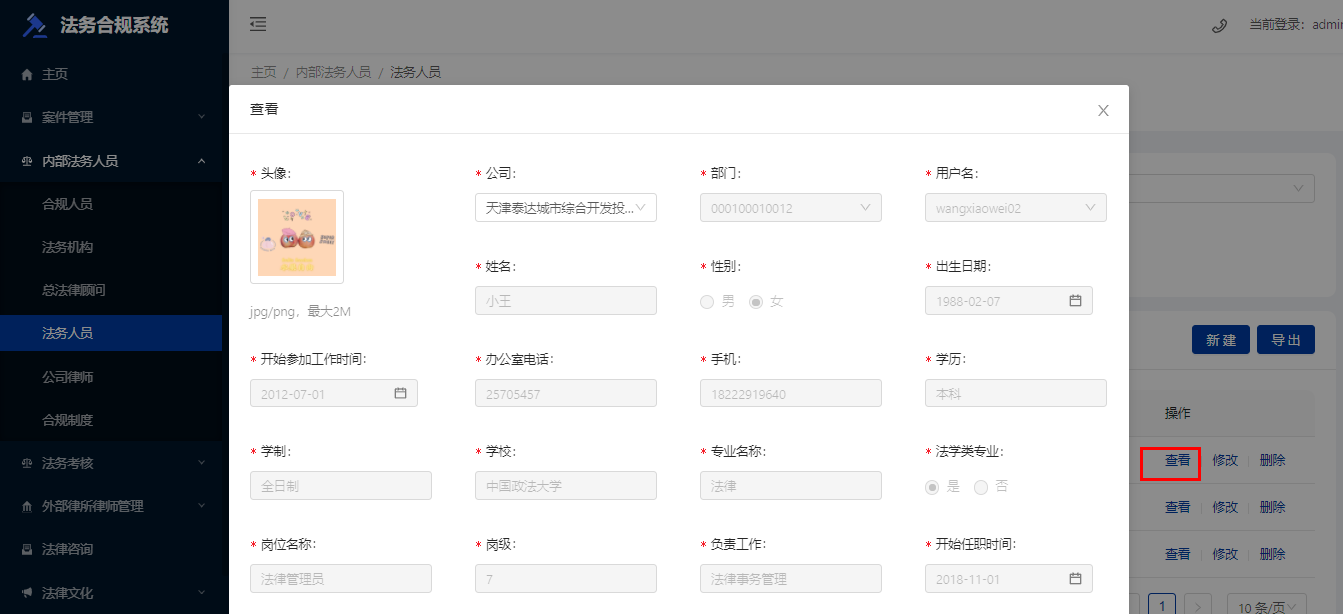 法务合规系统
当前登录: admin
主页
案件管理
内部法务人员
合规人员
法务机构
总法律顾问
法务人员
公司律师
合规制度
法务考核
外部律所律师管理
法律咨询
法律文化
主页 / 内部法务人员 / 法务人员
查看
* 头像:
* 公司:
* 部门:
* 用户名:
天津泰达城市综合开发投...
000100010012
wangxiaowei02
jpg/png，最大2M
* 姓名:
* 性别:
* 出生日期:
小王
男 女
1988-02-07
* 开始参加工作时间:
* 办公室电话:
* 手机:
* 学历:
2012-07-01
25705457
18222919640
本科
* 学制:
* 学校:
* 专业名称:
* 法学类专业:
全日制
中国政法大学
法律
是 否
* 岗位名称:
* 岗级:
* 负责工作:
* 开始任职时间:
法律管理员
7
法律事务管理
2018-11-01
新 建 导 出
操作
查看 修改 删除
查看 修改 删除
查看 修改 删除
1
10 条/页